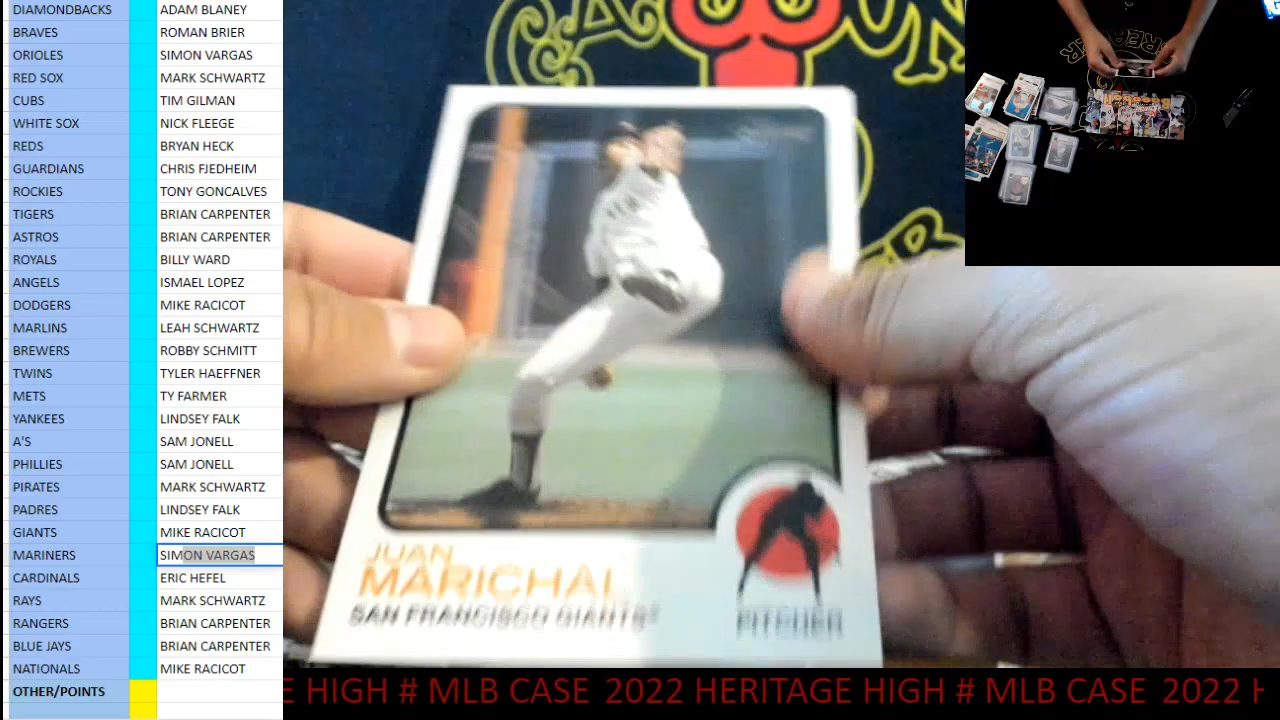 DIAMONDBACKS ADAM BLANEY
BRAVES ROMAN BRIER
ORIOLES SIMON VARGAS
RED SOX MARK SCHWARTZ
CUBS TIM GILMAN
WHITE SOX NICK FLEEGE
REDS BRYAN HECK
GUARDIANS CHRIS FJEDHEIM
ROCKIES TONY GONCALVES
TIGERS BRIAN CARPENTER
ASTROS BRIAN CARPENTER
ROYALS BILLY WARD
ANGELS ISMAEL LOPEZ
DODGERS MIKE RACICOT
MARLINS LEAH SCHWARTZ
BREWERS ROBBY SCHMITT
TWINS TYLER HAEFFNER
METS TY FARMER
YANKEES LINDSEY FALK
A'S SAM JONELL
PHILLIES SAM JONELL
PIRATES MARK SCHWARTZ
PADRES LINDSEY FALK
GIANTS MIKE RACICOT
MARINERS SIMON VARGAS
CARDINALS ERIC HEFEL
RAYS MARK SCHWARTZ
RANGERS BRIAN CARPENTER
BLUE JAYS BRIAN CARPENTER
NATIONALS MIKE RACICOT
OTHER/POINTS
JUAN
MARICHAL
SAN FRANCISCO GIANTS
PITCHER
Baseball
E HIGH # MLB CASE 2022 HERITAGE HIGH # MLB CASE 2022 H